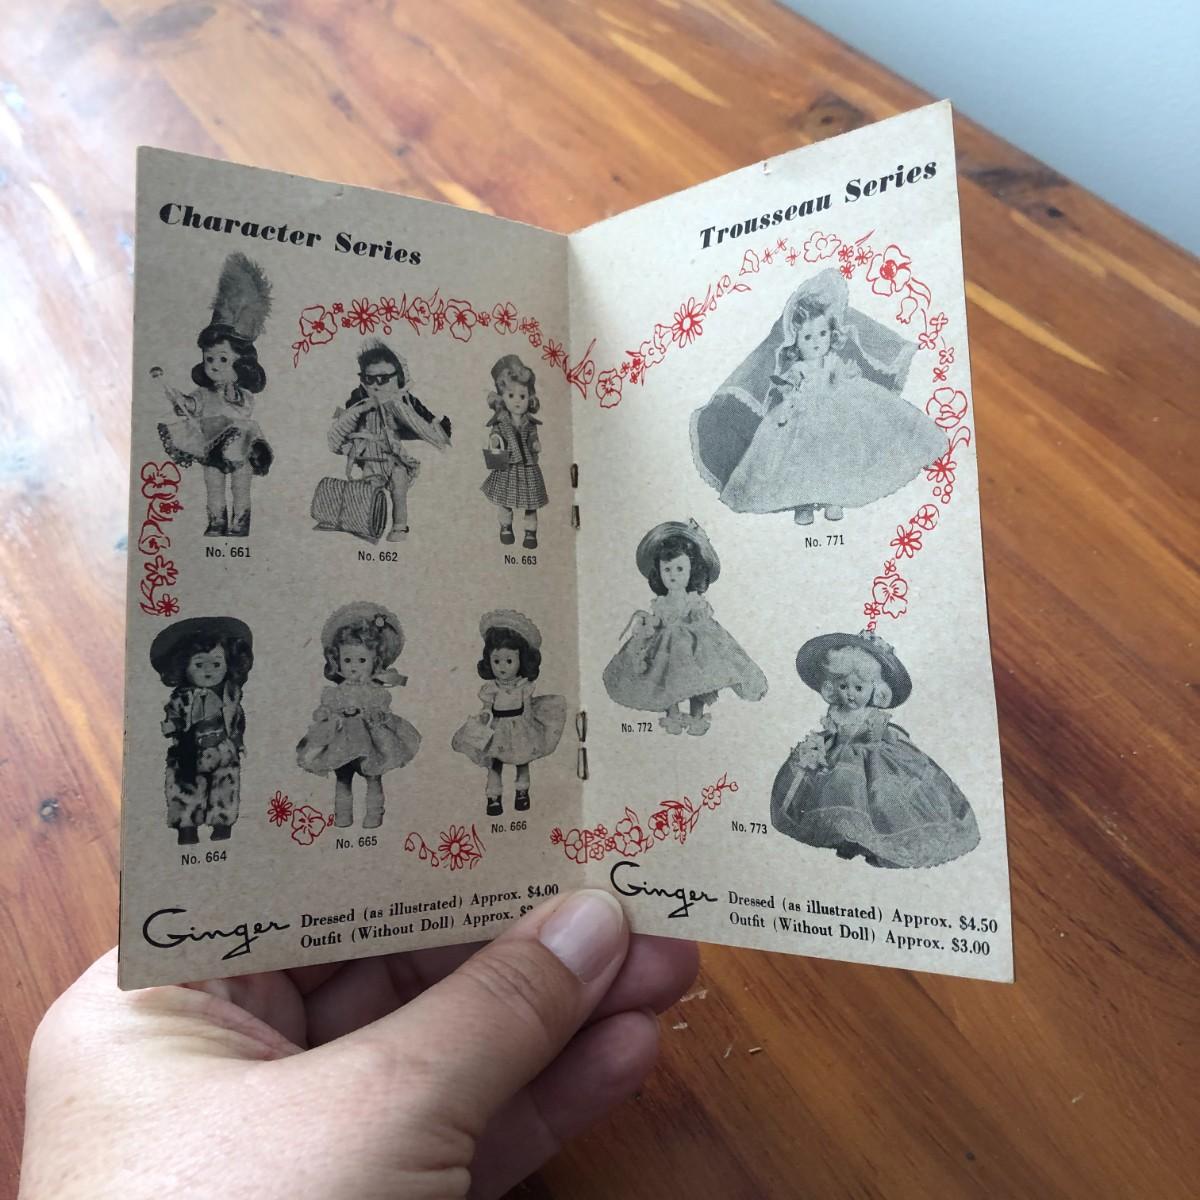 Character Series
No. 661
No. 662
No. 663
No. 664
No. 665
No. 666
Ginger Dressed (as illustrated) Approx. $4.00
Outfit (Without Doll) Approx.
Trousseau Series
No. 771
No. 772
No. 773
Ginger Dressed (as illustrated) Approx. $4.50
Outfit (Without Doll) Approx. $3.00